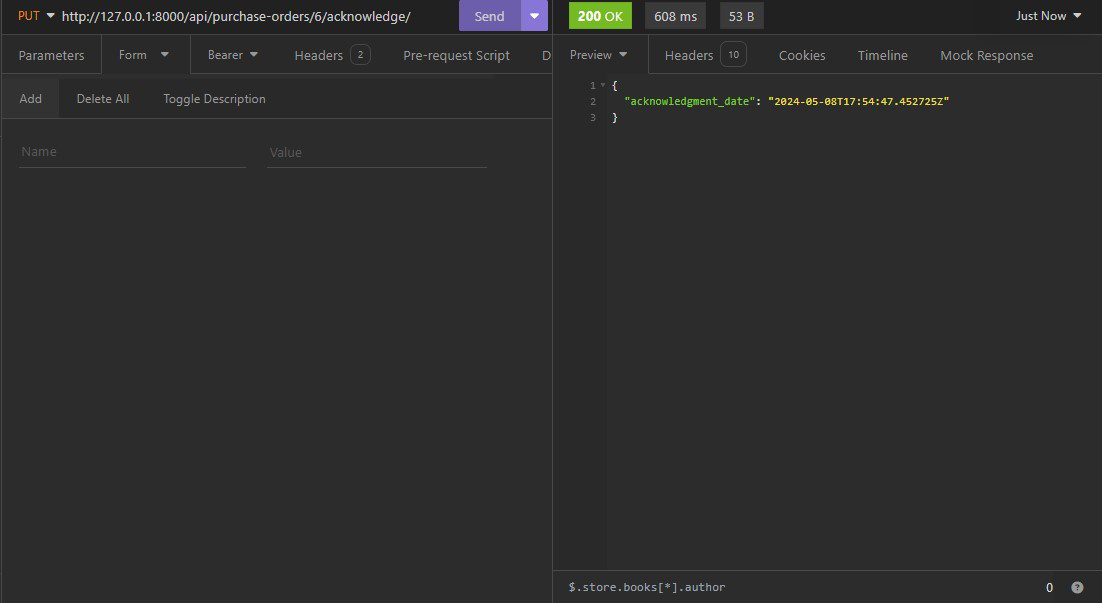 PUT http://127.0.0.1:8000/api/purchase-orders/6/acknowledge/ Send
200 OK 608 ms 53 B Just Now
Parameters Form Bearer Headers 2 Pre-request Script D
Preview Headers 10 Cookies Timeline Mock Response
Add Delete All Toggle Description
Name Value
1 {
2 "acknowledgment_date": "2024-05-08T17:54:47.452725Z"
3 }
$.store.books[*].author 0 ?